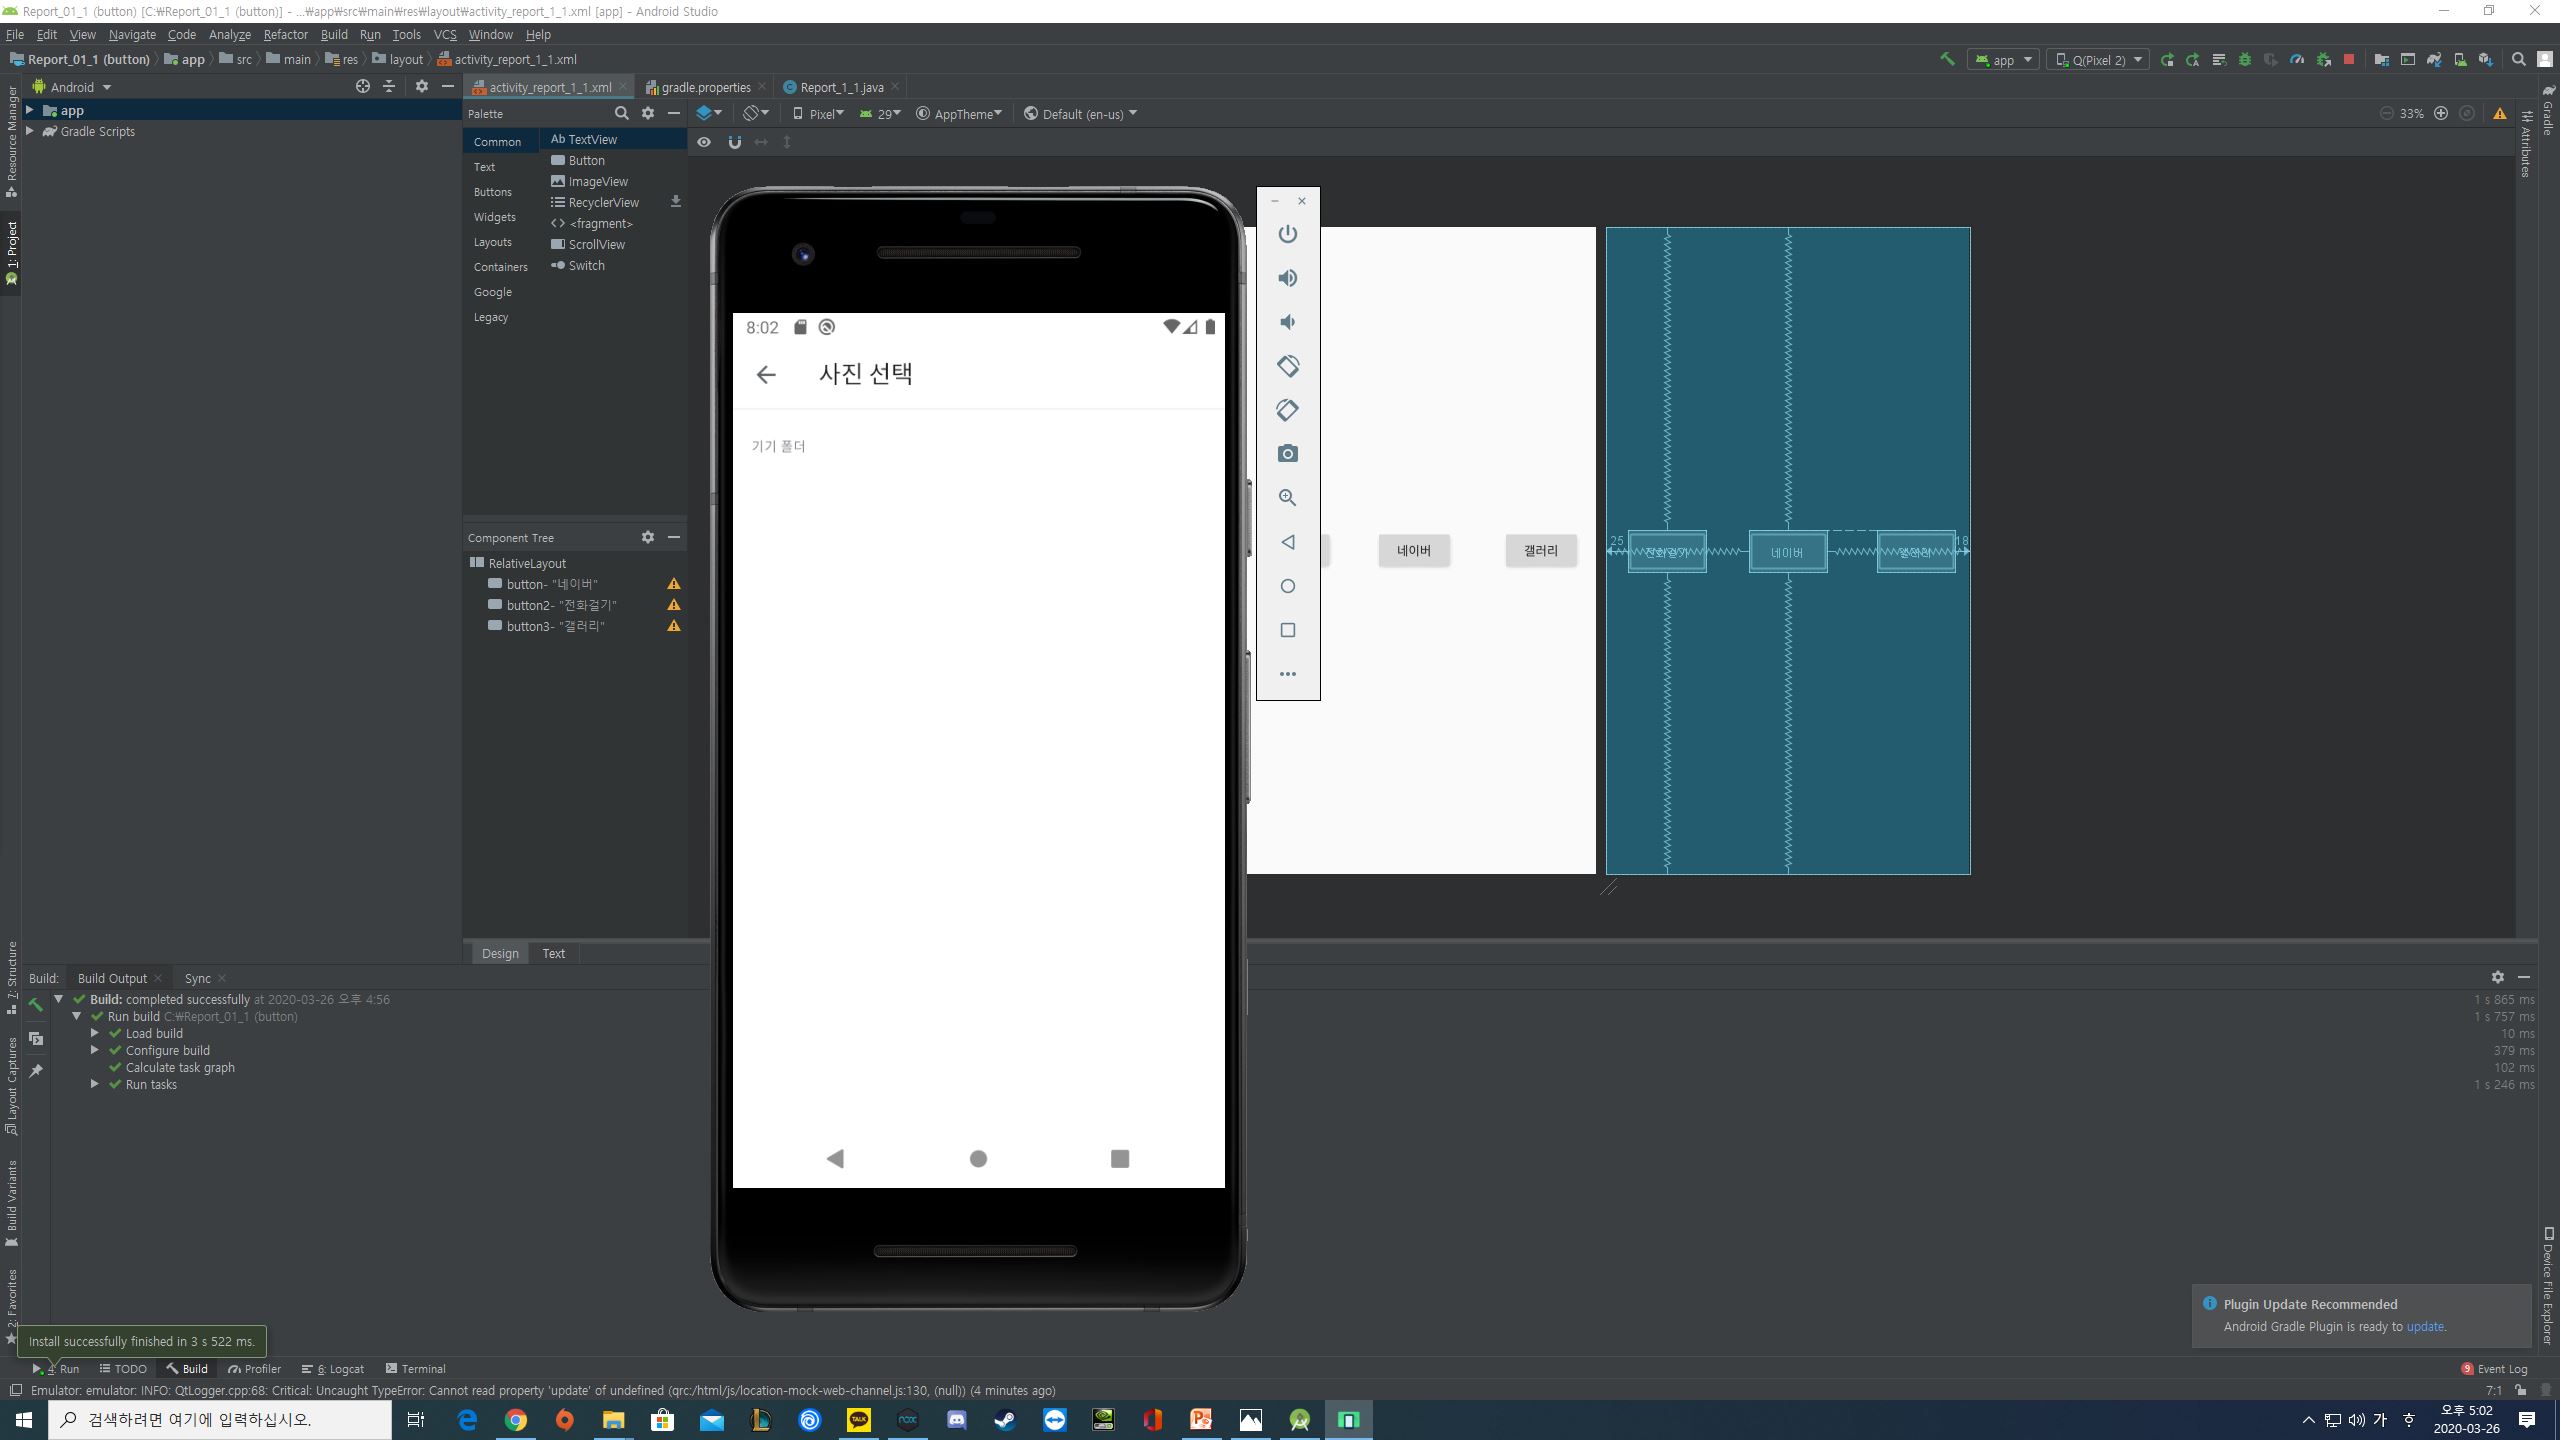 Report_01_1 (button) [C:₩Report_01_1 (button)] - ...₩app₩src₩main₩res₩layout₩activity_report_1_1.xml [app] - Android Studio
File Edit View Navigate Code Analyze Refactor Build Run Tools VCS Window Help
Report_01_1 (button) app src main res layout activity_report_1_1.xml
app Q(Pixel 2)
Android
activity_report_1_1.xml gradle.properties Report_1_1.java
app
Gradle Scripts
Resource Manager
1: Project
7: Structure
Layout Captures
Build Variants
2: Favorites
Palette
Common
Text
Buttons
Widgets
Layouts
Containers
Google
Legacy
Ab TextView
Button
ImageView
RecyclerView
<fragment>
ScrollView
Switch
Pixel 29 AppTheme Default (en-us)
33%
Gradle
Attributes
Device File Explorer
Component Tree
RelativeLayout
button- "네이버"
button2- "전화걸기"
button3- "갤러리"
8:02
사진 선택
기기 폴더
네이버 갤러리
25 전화걸기 네이버 갤러리 18
Design Text
Build: Build Output Sync
Build: completed successfully at 2020-03-26 오후 4:56 1 s 865 ms
Run build C:₩Report_01_1 (button) 1 s 757 ms
Load build 10 ms
Configure build 379 ms
Calculate task graph 102 ms
Run tasks 1 s 246 ms
Plugin Update Recommended
Android Gradle Plugin is ready to update.
Install successfully finished in 3 s 522 ms.
4: Run TODO Build Profiler 6: Logcat Terminal 9 Event Log
Emulator: emulator: INFO: QtLogger.cpp:68: Critical: Uncaught TypeError: Cannot read property 'update' of undefined (qrc:/html/js/location-mock-web-channel.js:130, (null)) (4 minutes ago) 7:1
검색하려면 여기에 입력하십시오.
TALK
nox
가
오후 5:02
2020-03-26